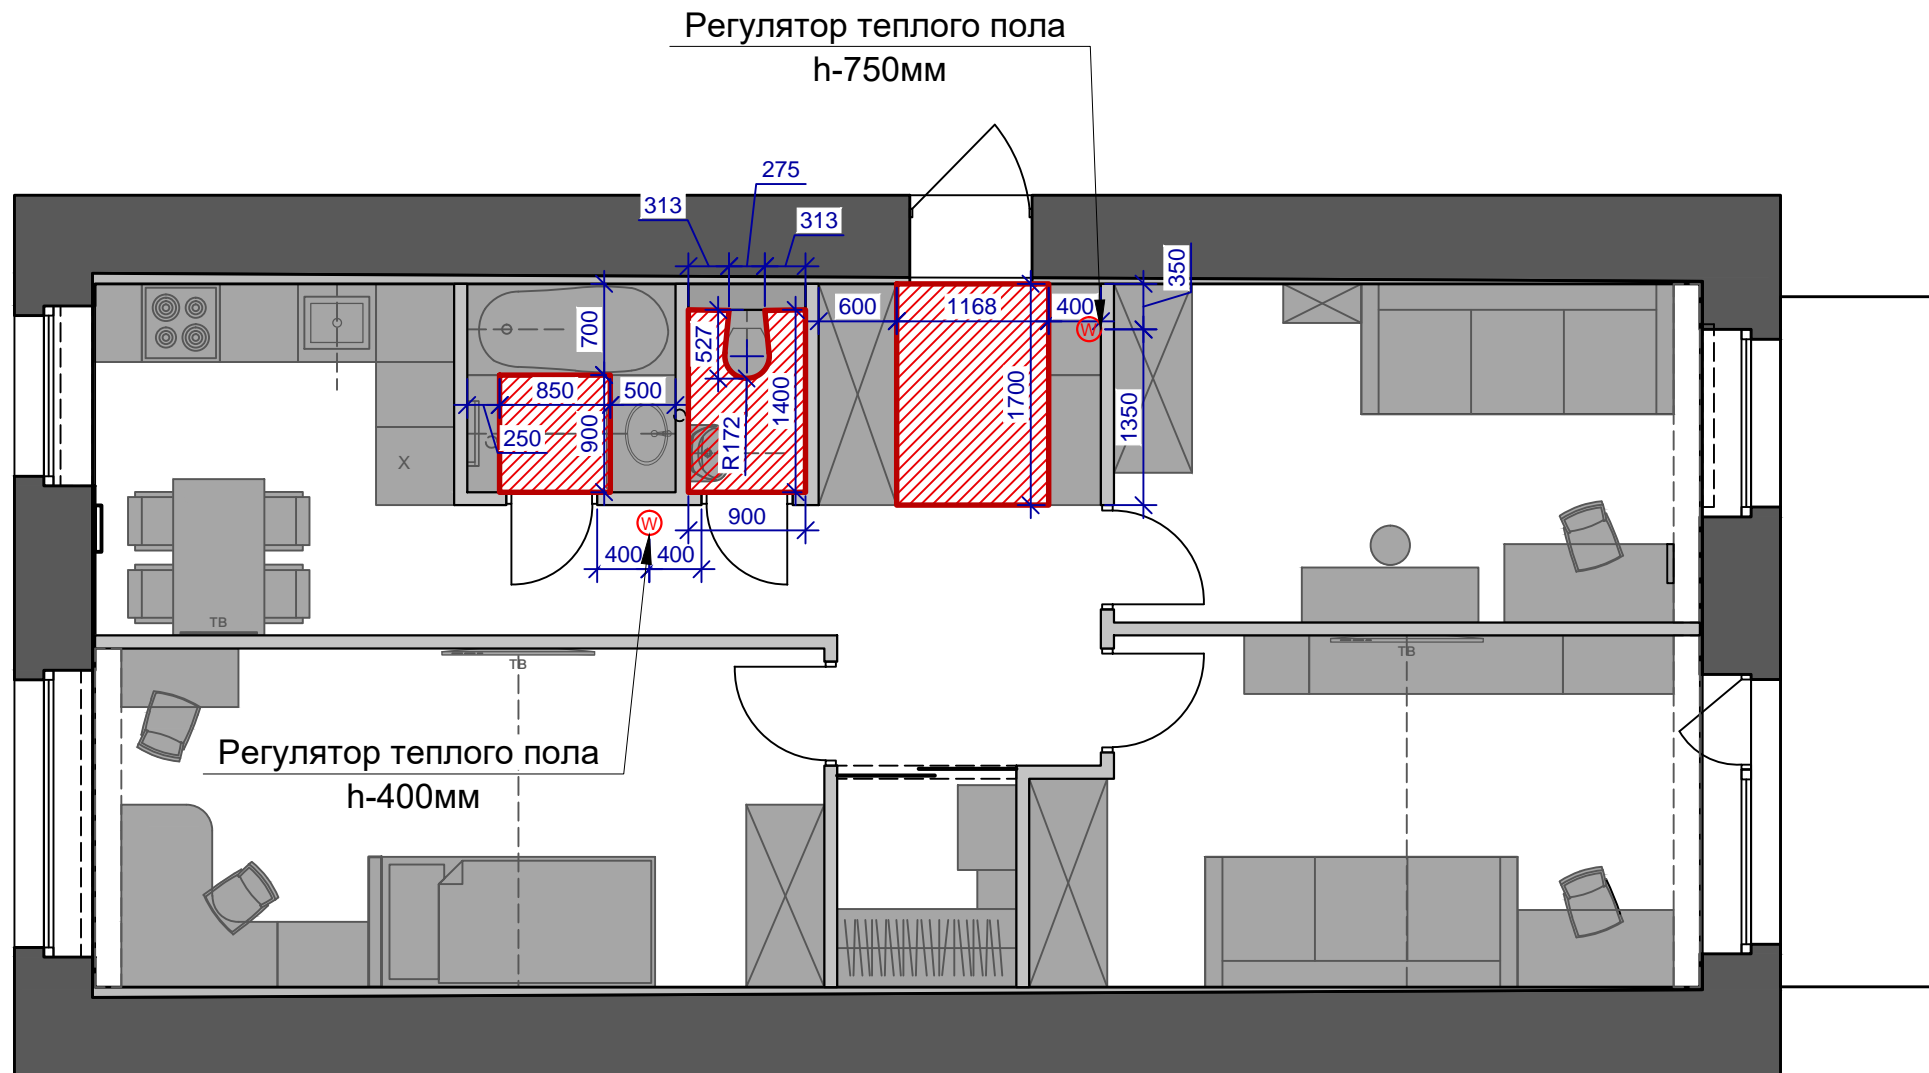 Регулятор теплого пола
h-750мм
275
313
313
350
600
1168
400
W
700
527
850
500
1400
1700
1350
250
900
R172
X
W
900
400
400
ТВ
ТВ
ТВ
Регулятор теплого пола
h-400мм